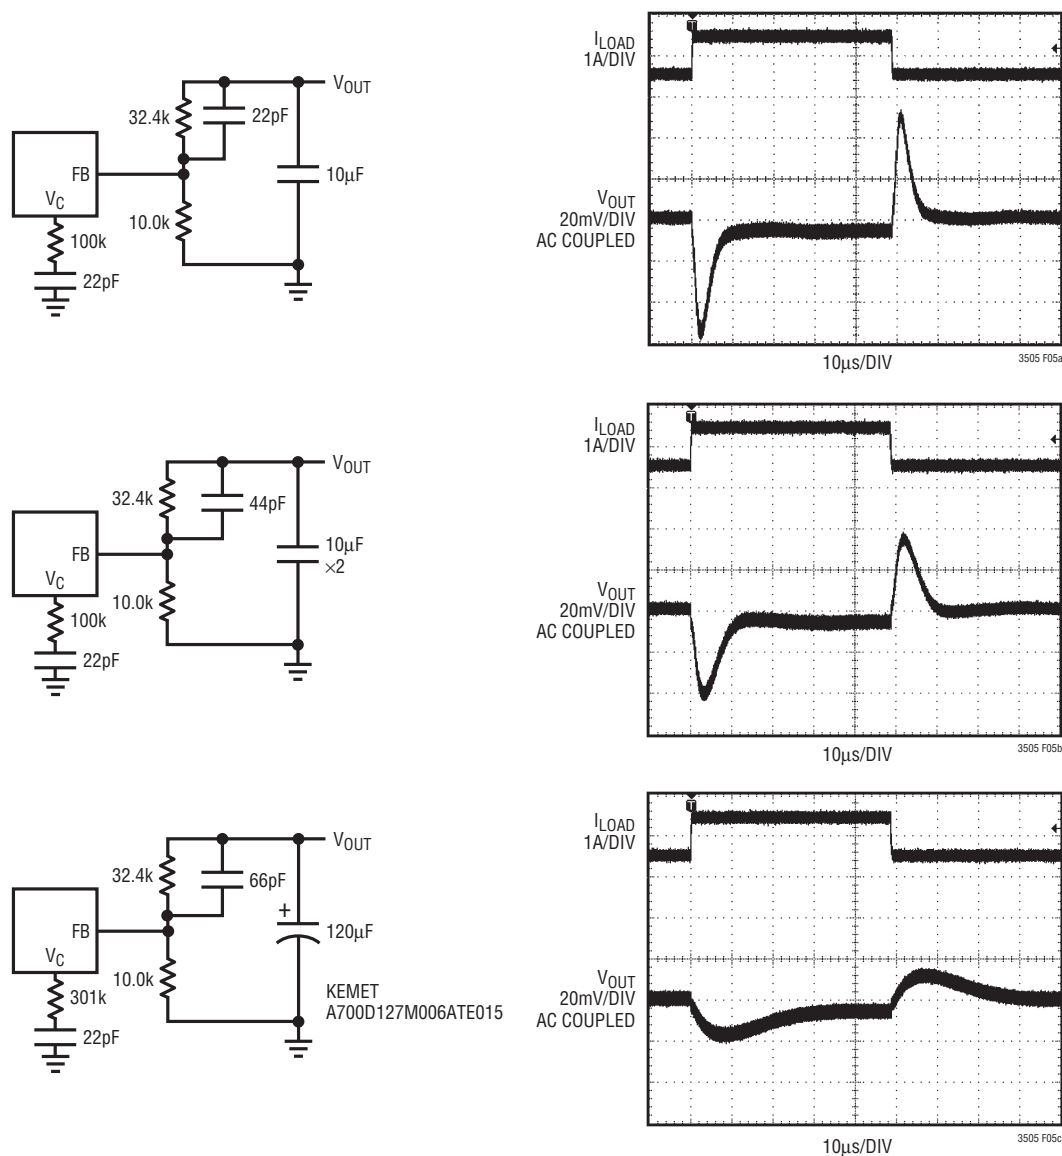 V_OUT
32.4k
22pF
FB
10µF
V_C
10.0k
100k
22pF
I_LOAD
1A/DIV
T
V_OUT
20mV/DIV
AC COUPLED
10µs/DIV
3505 F05a
V_OUT
32.4k
44pF
FB
10µF
×2
V_C
10.0k
100k
22pF
I_LOAD
1A/DIV
T
V_OUT
20mV/DIV
AC COUPLED
10µs/DIV
3505 F05b
V_OUT
32.4k
66pF
+
FB
120µF
V_C
10.0k
301k
22pF
KEMET
A700D127M006ATE015
I_LOAD
1A/DIV
T
V_OUT
20mV/DIV
AC COUPLED
10µs/DIV
3505 F05c